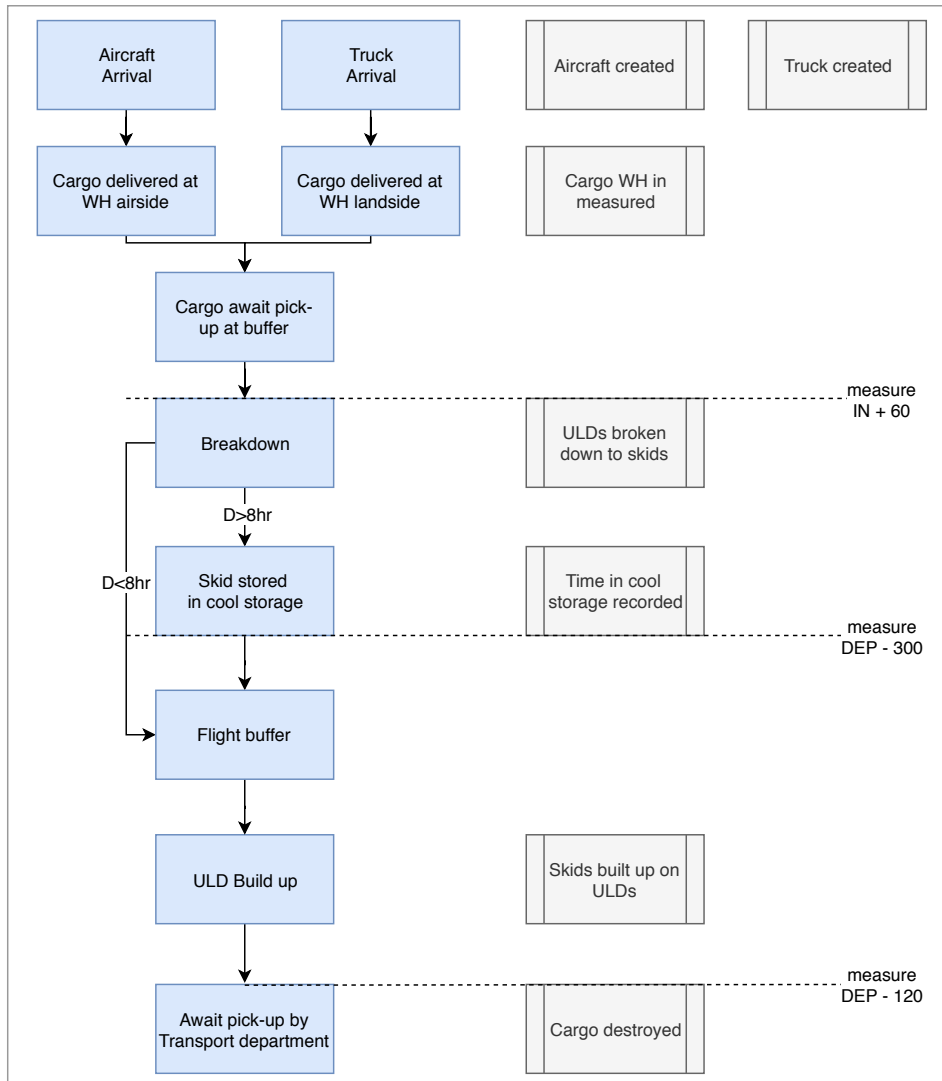 Aircraft
Arrival
Truck
Arrival
Aircraft created
Truck created
Cargo delivered at
WH airside
Cargo delivered at
WH landside
Cargo WH in
measured
Cargo await pick-
up at buffer
measure
IN + 60
Breakdown
ULDs broken
down to skids
D>8hr
D<8hr
Skid stored
in cool storage
Time in cool
storage recorded
measure
DEP - 300
Flight buffer
ULD Build up
Skids built up on
ULDs
measure
DEP - 120
Await pick-up by
Transport department
Cargo destroyed